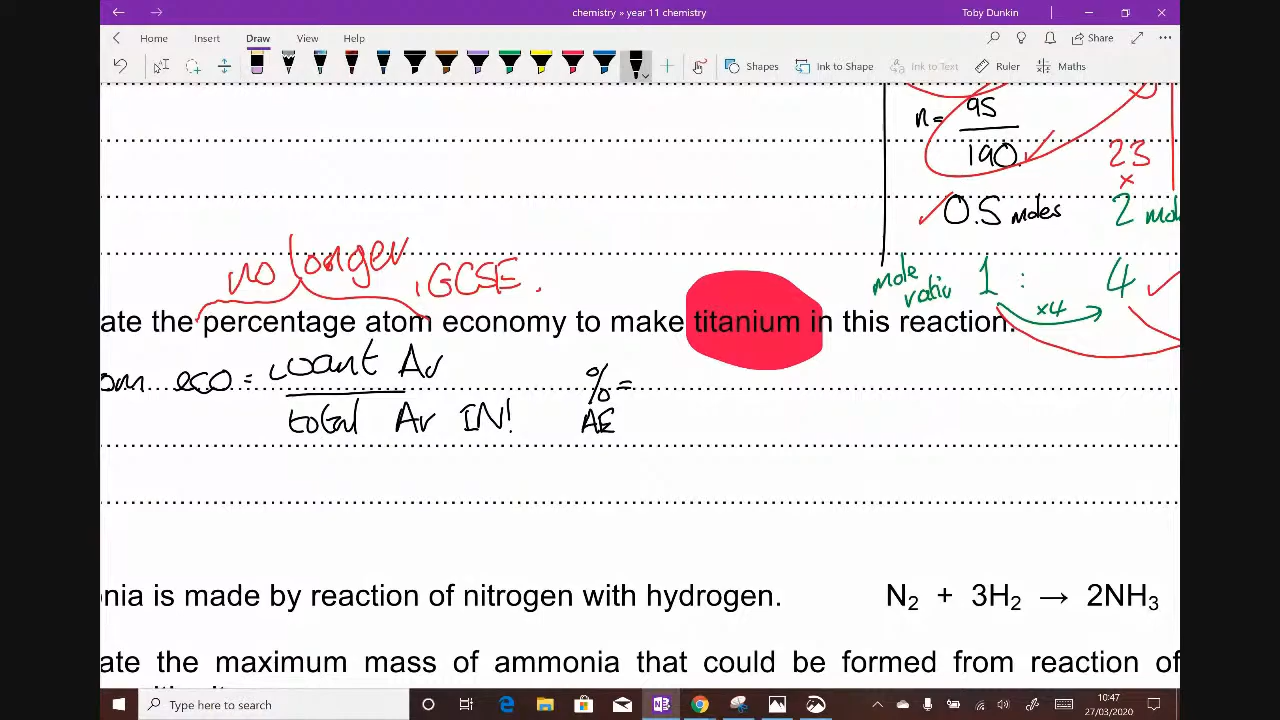 chemistry » year 11 chemistry
Toby Dunkin
Home Insert Draw View Help
Share
Shapes Ink to Shape Ink to Text Ruler Maths
n = 95
190
23
×
0.5 moles 2 mol
no longer iGCSE.
mole ratio 1 : 4
×4
ate the percentage atom economy to make titanium in this reaction.
om eco = want Ar
total Ar IN!
% =
AE
onia is made by reaction of nitrogen with hydrogen. N₂ + 3H₂ → 2NH₃
ate the maximum mass of ammonia that could be formed from reaction of
Type here to search
10:47
27/03/2020